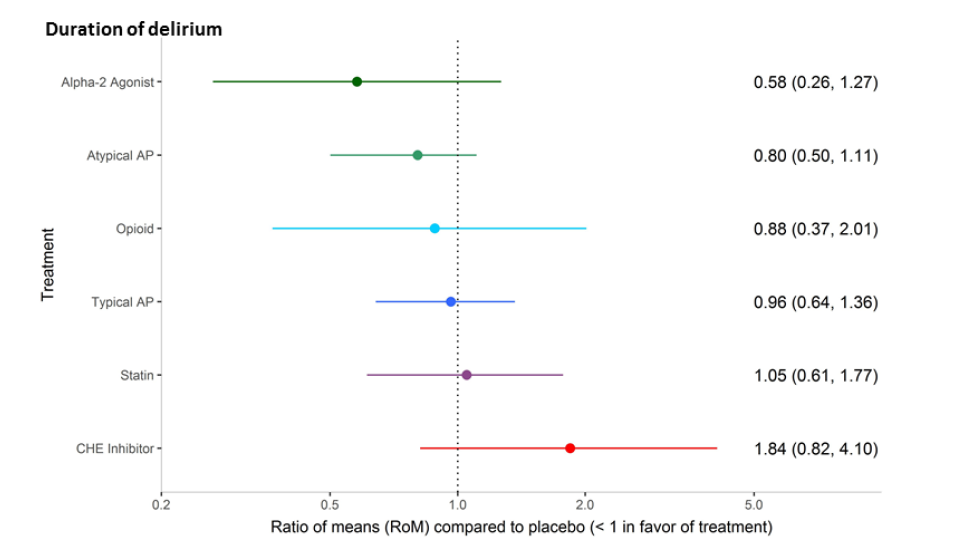 Duration of delirium
Alpha-2 Agonist
0.58 (0.26, 1.27)
Atypical AP
0.80 (0.50, 1.11)
Opioid
0.88 (0.37, 2.01)
Typical AP
0.96 (0.64, 1.36)
Statin
1.05 (0.61, 1.77)
CHE Inhibitor
1.84 (0.82, 4.10)
Treatment
0.2 0.5 1.0 2.0 5.0
Ratio of means (RoM) compared to placebo (< 1 in favor of treatment)